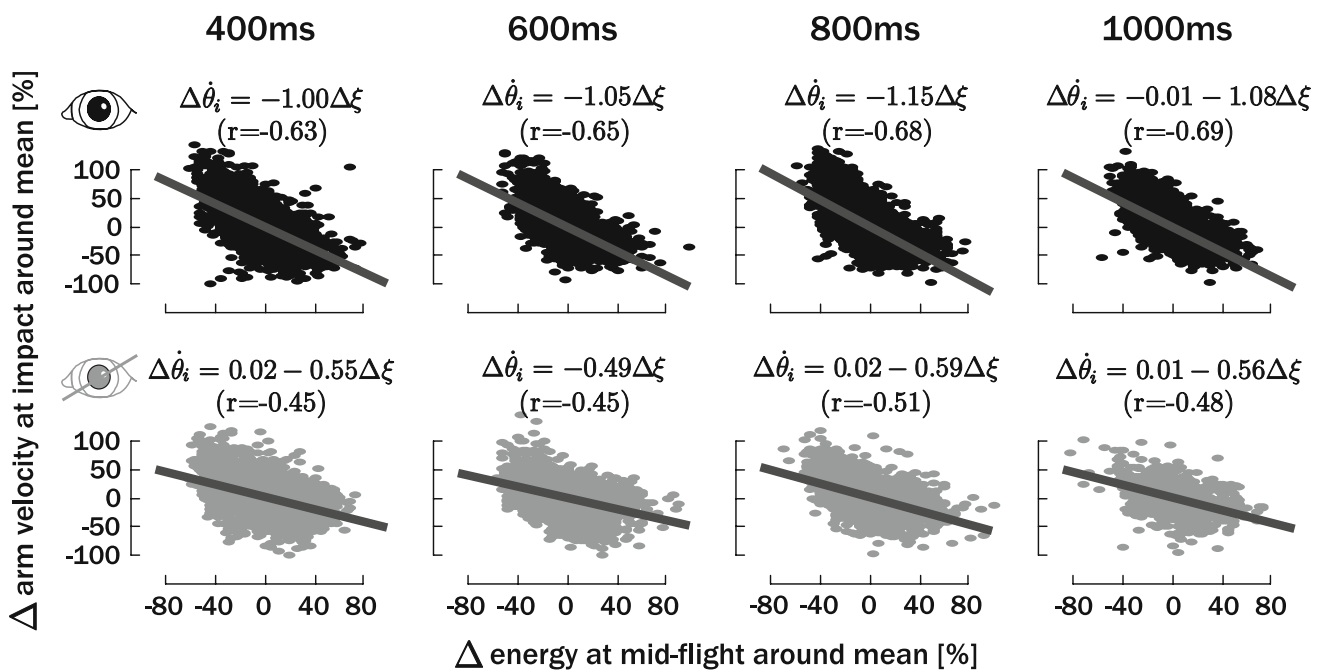 400ms 600ms 800ms 1000ms
Δ arm velocity at impact around mean [%]
Δθ̇ᵢ = −1.00Δξ Δθ̇ᵢ = −1.05Δξ Δθ̇ᵢ = −1.15Δξ Δθ̇ᵢ = −0.01 − 1.08Δξ
(r=-0.63) (r=-0.65) (r=-0.68) (r=-0.69)
100
50
0
-50
-100
Δθ̇ᵢ = 0.02 − 0.55Δξ Δθ̇ᵢ = −0.49Δξ Δθ̇ᵢ = 0.02 − 0.59Δξ Δθ̇ᵢ = 0.01 − 0.56Δξ
(r=-0.45) (r=-0.45) (r=-0.51) (r=-0.48)
100
50
0
-50
-100
-80 -40 0 40 80 -80 -40 0 40 80 -80 -40 0 40 80 -80 -40 0 40 80
Δ energy at mid-flight around mean [%]